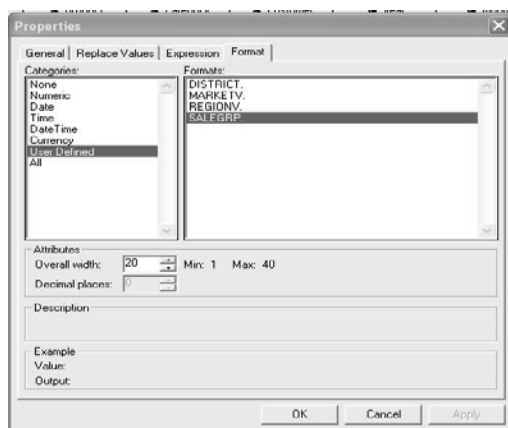 Properties
General Replace Values Expression Format
Categories:
None
Numeric
Date
Time
DateTime
Currency
User Defined
All
Formats:
DISTRICT.
MARKETV.
REGIONV.
SALEGRP.
Attributes
Overall width: 20 Min: 1 Max: 40
Decimal places: 0
Description
Example
Value:
Output:
OK Cancel Apply